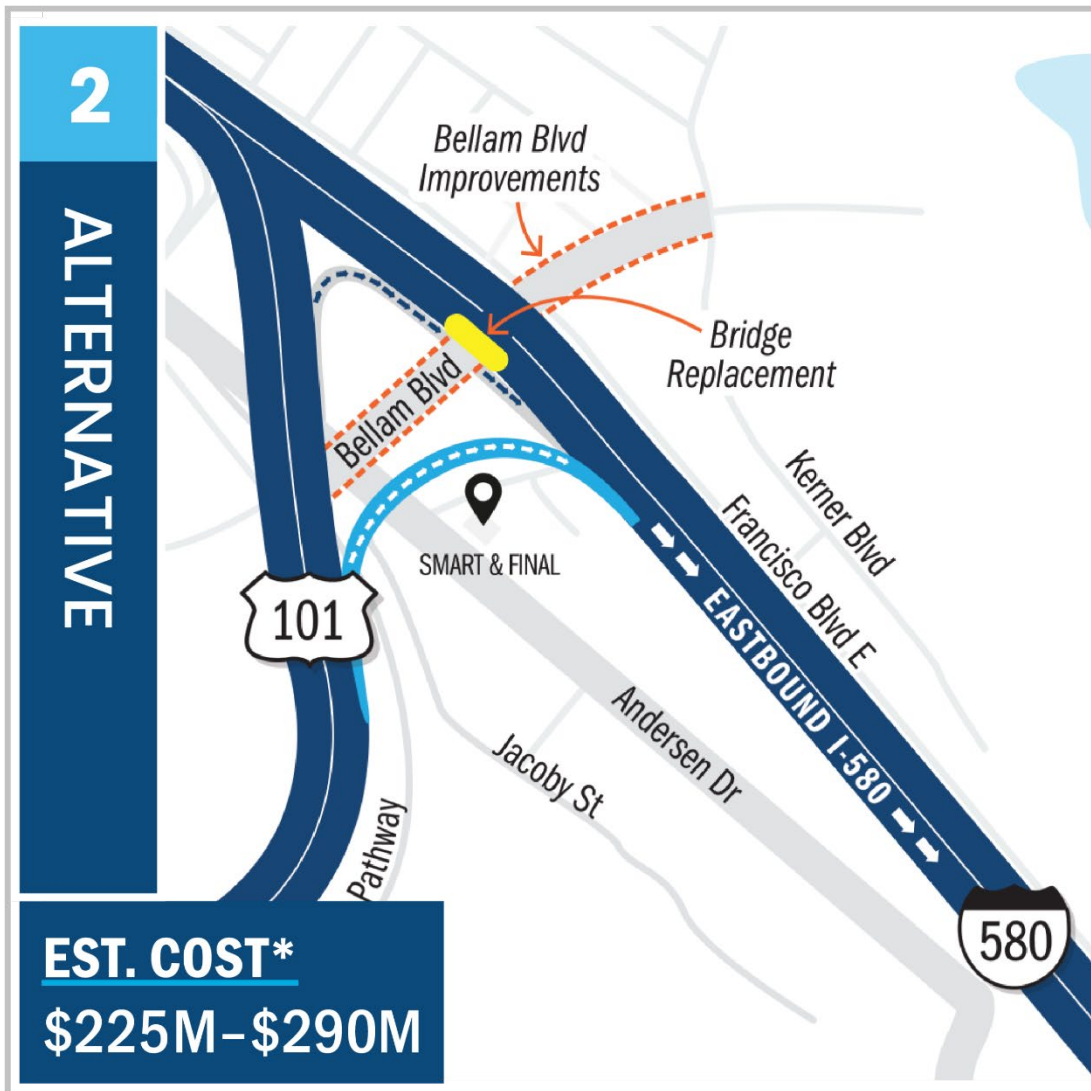 2
ALTERNATIVE
Bellam Blvd
Improvements
Bridge
Replacement
Bellam Blvd
SMART & FINAL
Kerner Blvd
Francisco Blvd E
101
EASTBOUND I-580
Andersen Dr
Jacoby St
Pathway
580
EST. COST*
$225M–$290M